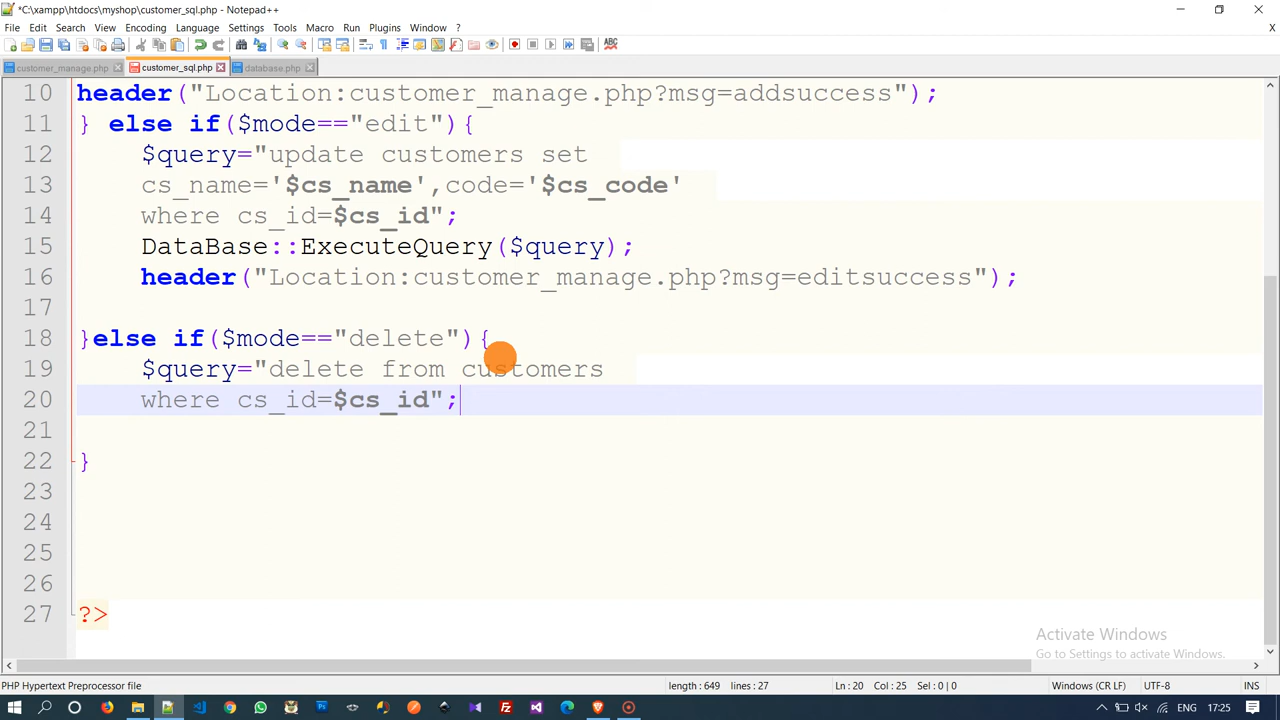 *C:\xampp\htdocs\myshop\customer_sql.php - Notepad++
File Edit Search View Encoding Language Settings Tools Macro Run Plugins Window ?
X
customer_manage.php customer_sql.php database.php
10 header("Location:customer_manage.php?msg=addsuccess");
11 } else if($mode=="edit"){
12 $query="update customers set
13 cs_name='$cs_name',code='$cs_code'
14 where cs_id=$cs_id";
15 DataBase::ExecuteQuery($query);
16 header("Location:customer_manage.php?msg=editsuccess");
17
18 }else if($mode=="delete"){
19 $query="delete from customers
20 where cs_id=$cs_id";
21
22 }
23
24
25
26
27 ?>
Activate Windows
Go to Settings to activate Windows.
PHP Hypertext Preprocessor file length : 649 lines : 27 Ln : 20 Col : 25 Sel : 0 | 0 Windows (CR LF) UTF-8 INS
17:25